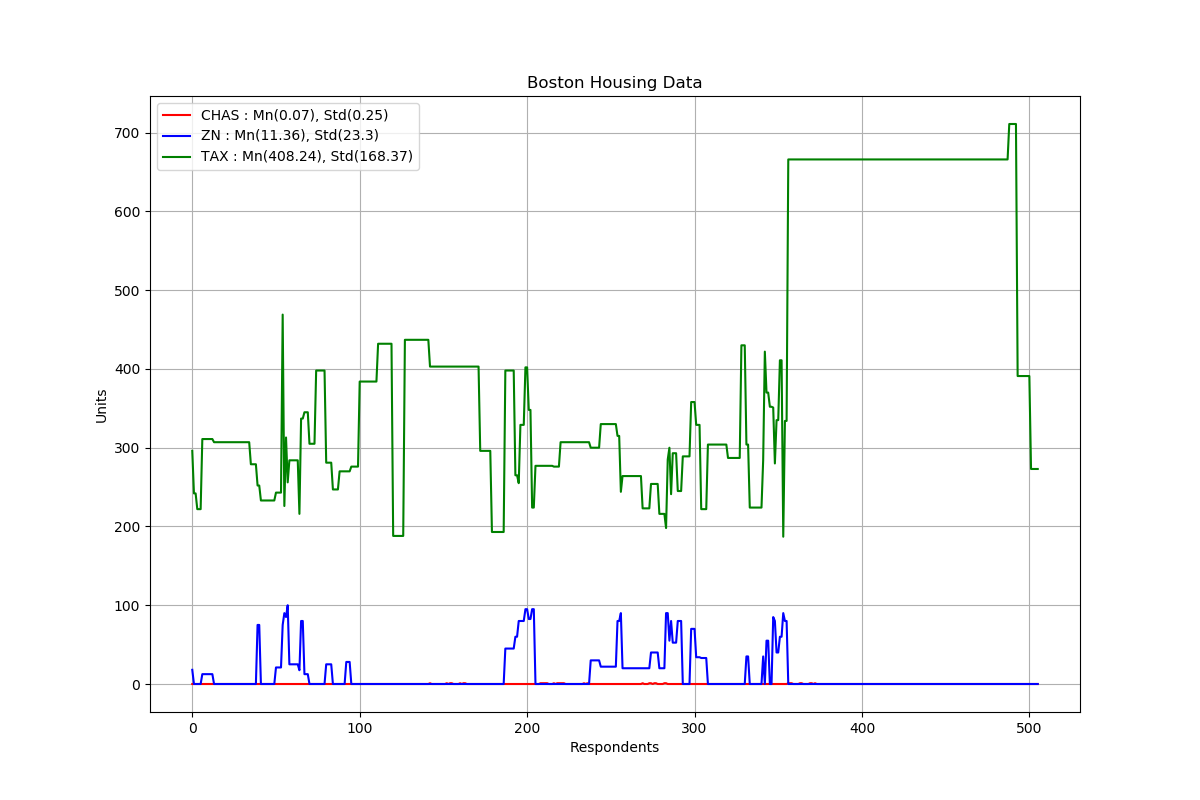 Boston Housing Data
CHAS : Mn(0.07), Std(0.25)
ZN : Mn(11.36), Std(23.3)
TAX : Mn(408.24), Std(168.37)
700
600
500
400
300
200
100
0
Units
0 100 200 300 400 500
Respondents